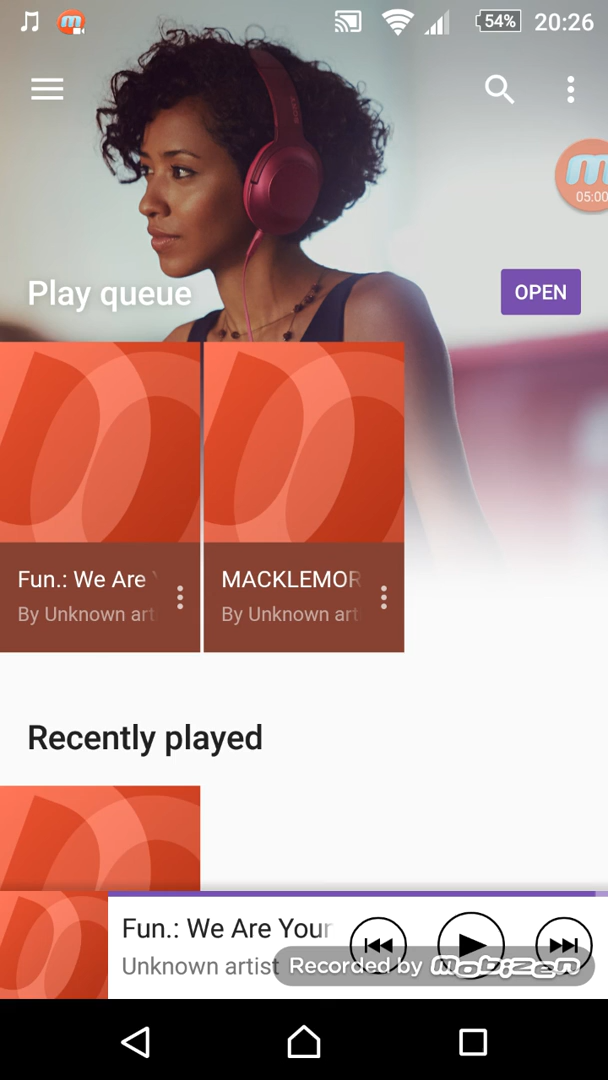 54%
20:26
05:00
Play queue
OPEN
Fun.: We Are
MACKLEMOR
By Unknown art
By Unknown art
Recently played
Fun.: We Are Your
Unknown artist
Recorded by mobizen